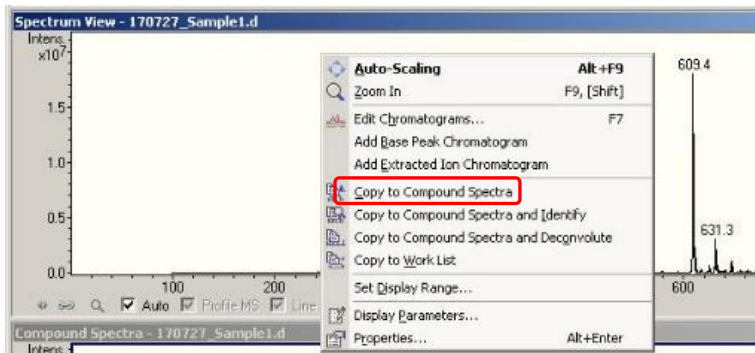 Spectrum View - 170727_Sample1.d
Intens.
x10⁷
1.5
1.0
0.5
0.0
100
200
600
609.4
631.3
Auto-Scaling Alt+F9
Zoom In F9, [Shift]
Edit Chromatograms... F7
Add Base Peak Chromatogram
Add Extracted Ion Chromatogram
Copy to Compound Spectra
Copy to Compound Spectra and Identify
Copy to Compound Spectra and Deconvolute
Copy to Work List
Set Display Range...
Display Parameters...
Properties... Alt+Enter
Auto Profile MS Line
Compound Spectra - 170727_Sample1.d
Intens.